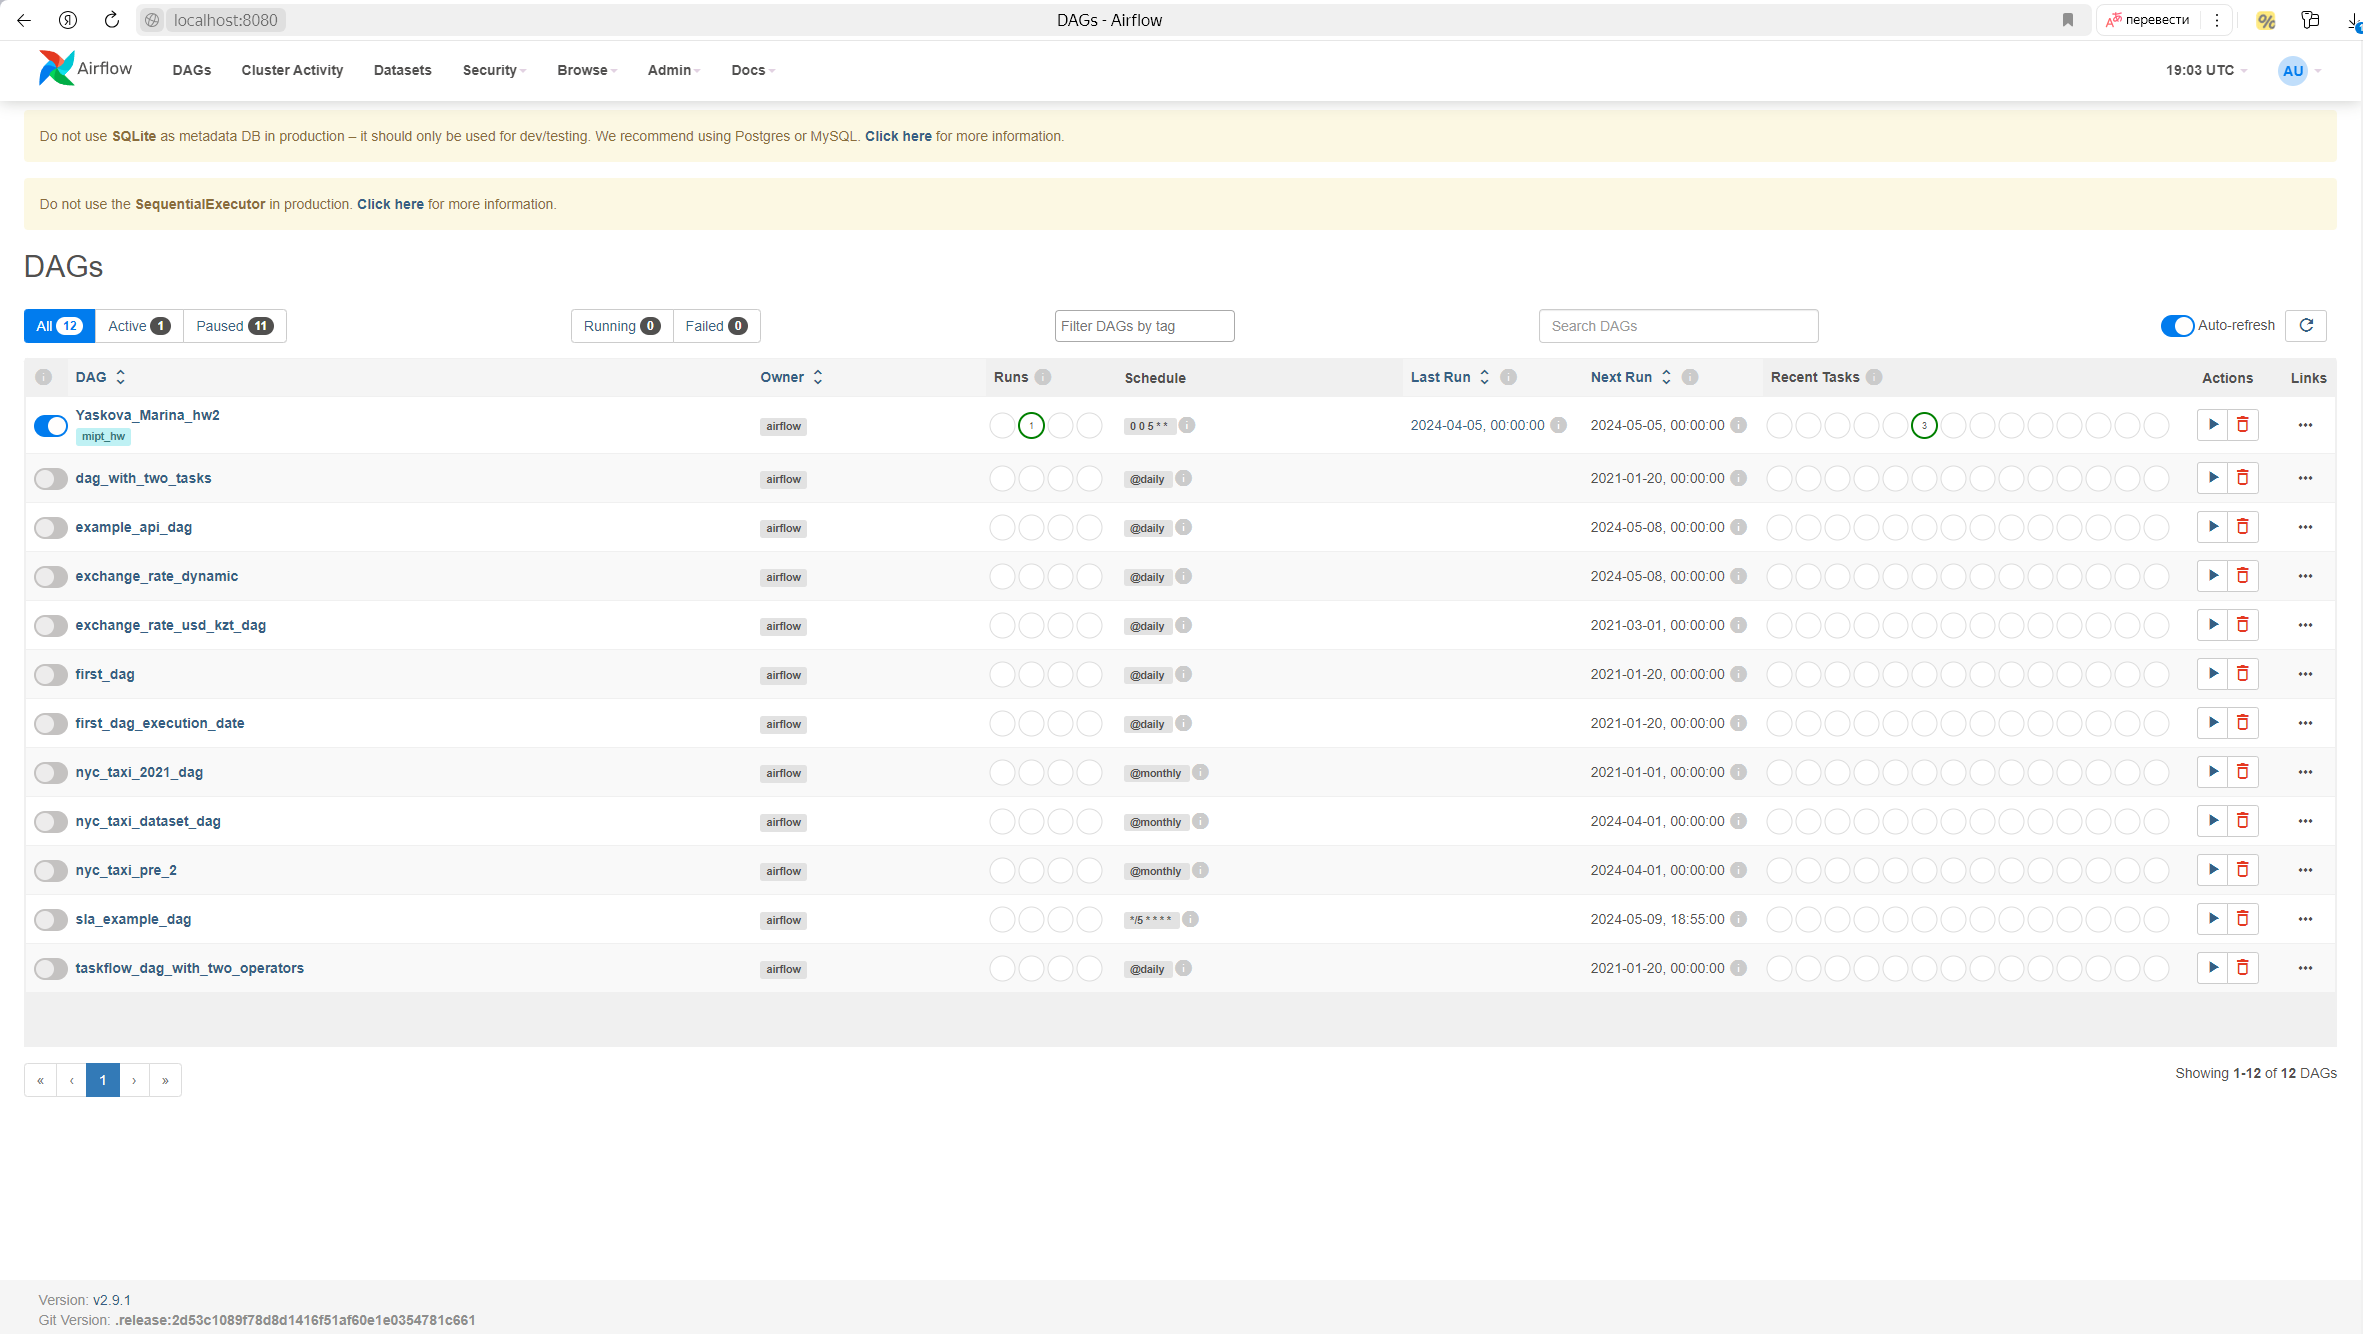 localhost:8080 DAGs - Airflow перевести
Airflow DAGs Cluster Activity Datasets Security Browse Admin Docs 19:03 UTC AU
Do not use SQLite as metadata DB in production – it should only be used for dev/testing. We recommend using Postgres or MySQL. Click here for more information.
Do not use the SequentialExecutor in production. Click here for more information.
DAGs
All 12 Active 1 Paused 11 Running 0 Failed 0 Filter DAGs by tag Search DAGs Auto-refresh
DAG Owner Runs Schedule Last Run Next Run Recent Tasks Actions Links
Yaskova_Marina_hw2 airflow 1 0 0 5 * * 2024-04-05, 00:00:00 2024-05-05, 00:00:00 3
mipt_hw
dag_with_two_tasks airflow @daily 2021-01-20, 00:00:00
example_api_dag airflow @daily 2024-05-08, 00:00:00
exchange_rate_dynamic airflow @daily 2024-05-08, 00:00:00
exchange_rate_usd_kzt_dag airflow @daily 2021-03-01, 00:00:00
first_dag airflow @daily 2021-01-20, 00:00:00
first_dag_execution_date airflow @daily 2021-01-20, 00:00:00
nyc_taxi_2021_dag airflow @monthly 2021-01-01, 00:00:00
nyc_taxi_dataset_dag airflow @monthly 2024-04-01, 00:00:00
nyc_taxi_pre_2 airflow @monthly 2024-04-01, 00:00:00
sla_example_dag airflow */5 * * * * 2024-05-09, 18:55:00
taskflow_dag_with_two_operators airflow @daily 2021-01-20, 00:00:00
« ‹ 1 › » Showing 1-12 of 12 DAGs
Version: v2.9.1
Git Version: .release:2d53c1089f78d8d1416f51af60e1e0354781c661